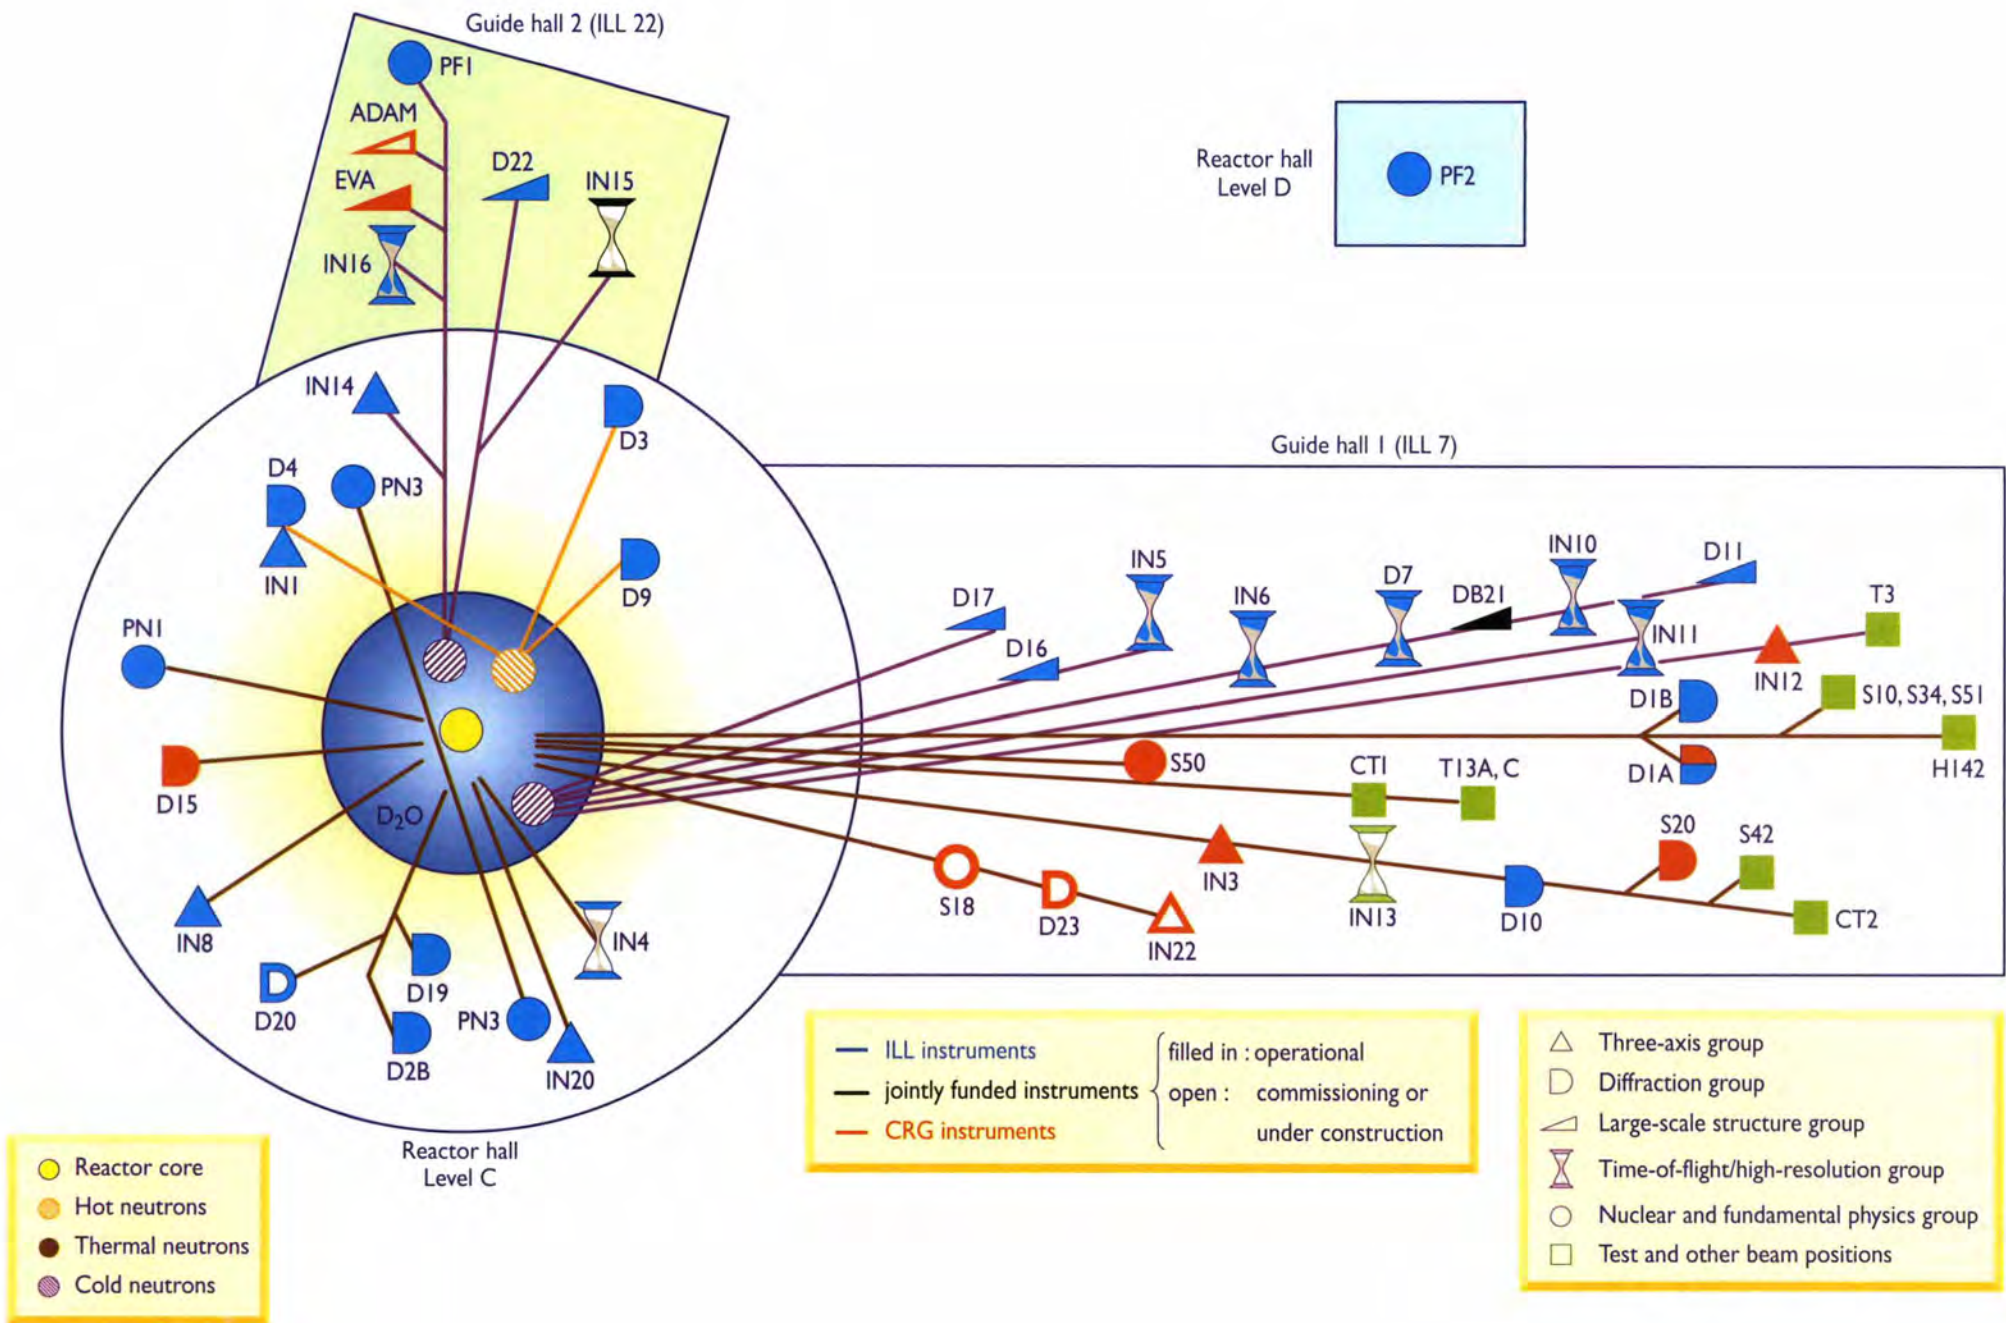 Guide hall 2 (ILL 22)
PF1
ADAM
EVA
D22
IN15
IN16
Reactor hall
Level D
PF2
IN14
D3
D4
PN3
IN1
D9
PN1
D15
D₂O
IN8
D20
D19
D2B
PN3
IN20
IN4
Reactor hall
Level C
Guide hall 1 (ILL 7)
D17
D16
IN5
IN6
D7
DB21
IN10
D11
IN11
T3
IN12
D1B
S10, S34, S51
D1A
H142
S50
CT1
T13A, C
S18
D23
IN22
IN3
IN13
D10
S20
S42
CT2
Reactor core
Hot neutrons
Thermal neutrons
Cold neutrons
ILL instruments
jointly funded instruments
CRG instruments
filled in : operational
open : commissioning or
under construction
Three-axis group
Diffraction group
Large-scale structure group
Time-of-flight/high-resolution group
Nuclear and fundamental physics group
Test and other beam positions